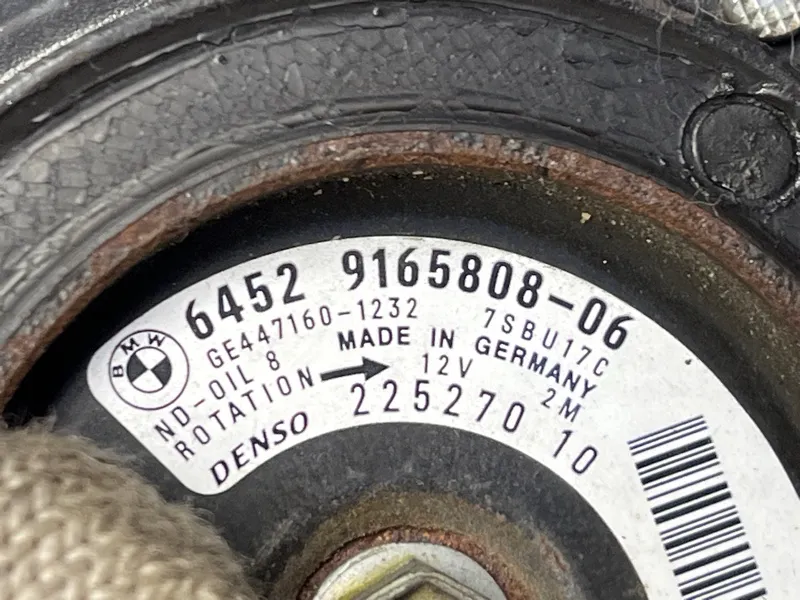 BMW
6452 9165808-06
GE447160-1232 7SBU17C
MADE IN GERMANY
ND-OIL 8 12V 2M
ROTATION
225270 10
DENSO